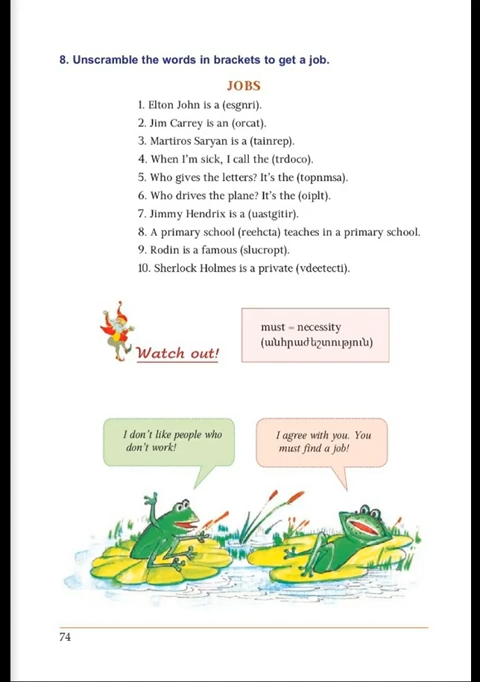 8. Unscramble the words in brackets to get a job.
JOBS
1. Elton John is a (esgnri).
2. Jim Carrey is an (orcat).
3. Martiros Saryan is a (tainrep).
4. When I'm sick, I call the (trdoco).
5. Who gives the letters? It's the (topnmsa).
6. Who drives the plane? It's the (oiplt).
7. Jimmy Hendrix is a (uastgitir).
8. A primary school (reehcta) teaches in a primary school.
9. Rodin is a famous (slucropt).
10. Sherlock Holmes is a private (vdeetecti).
Watch out!
must – necessity
(անհրաժեշտություն)
I don't like people who
don't work!
I agree with you. You
must find a job!
74